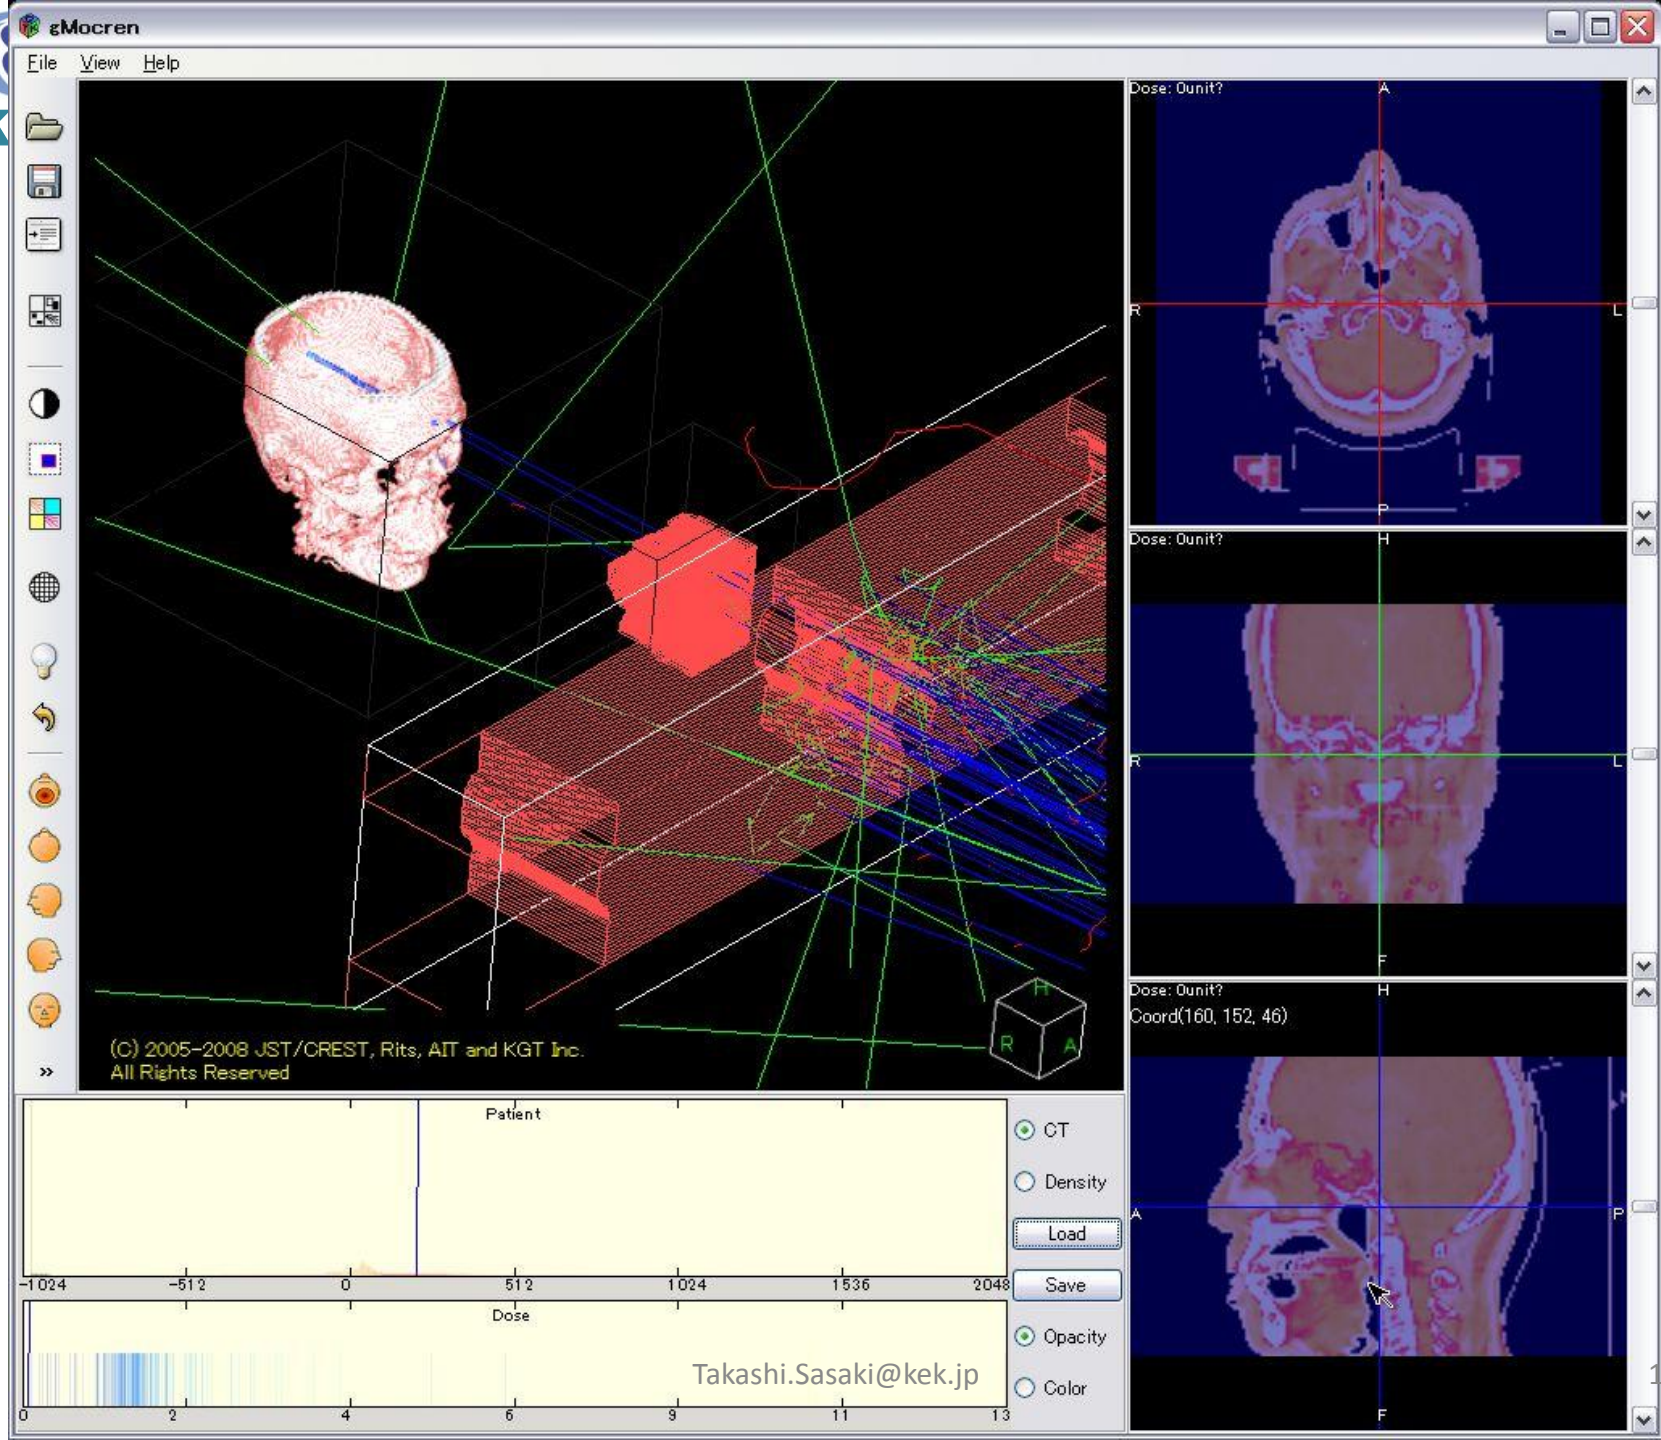 gMocren
File View Help
Dose: 0unit?
A
R
L
P
Dose: 0unit?
H
R
L
F
Dose: 0unit?
H
Coord(160, 152, 46)
A
P
F
H
R
A
(C) 2005-2008 JST/CREST, Rits, AIT and KGT Inc.
All Rights Reserved
»
Patient
-1024 -512 0 512 1024 1536 2048
CT
Density
Load
Save
Dose
0 2 4 6 9 11 13
Opacity
Color
Takashi.Sasaki@kek.jp